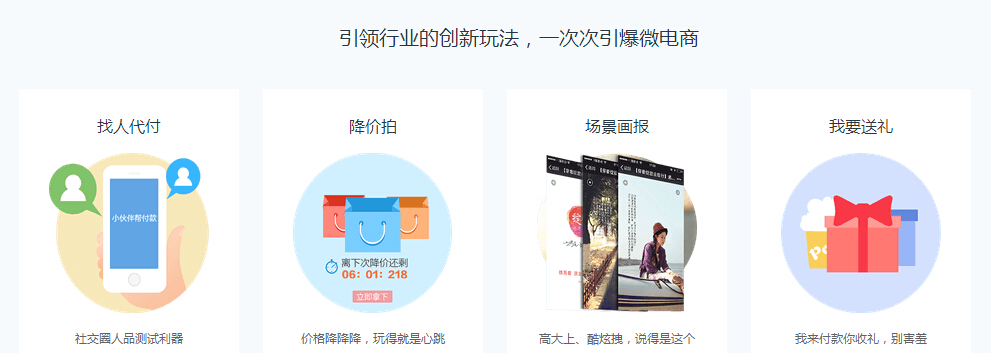 引领行业的创新玩法，一次次引爆微电商
找人代付
小伙伴帮付款
社交圈人品测试利器
降价拍
离下次降价还剩
06: 01: 218
立即拿下
价格降降降，玩得就是心跳
场景画报
高大上、酷炫拽，说得是这个
我要送礼
我来付款你收礼，别害羞